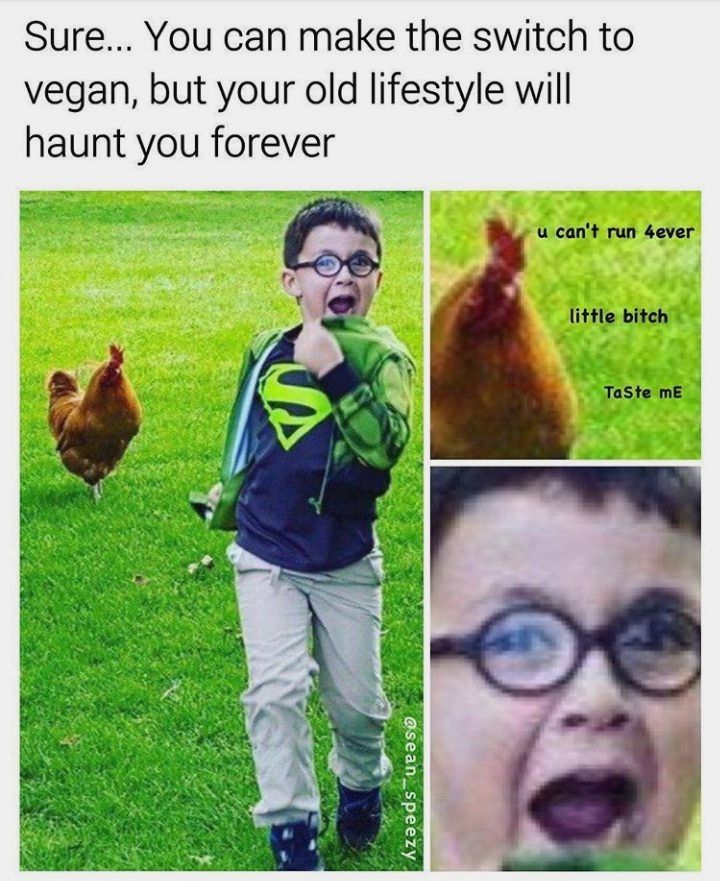 Sure... You can make the switch to
vegan, but your old lifestyle will
haunt you forever
u can't run 4ever
little bitch
TaSte mE
@sean_speezy